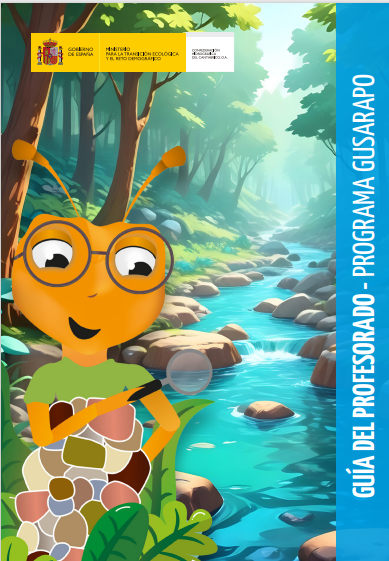 GOBIERNO
DE ESPAÑA
MINISTERIO
PARA LA TRANSICIÓN ECOLÓGICA
Y EL RETO DEMOGRÁFICO
CONFEDERACIÓN
HIDROGRÁFICA
DEL CANTÁBRICO, O.A.
GUÍA DEL PROFESORADO - PROGRAMA GUSARAPO